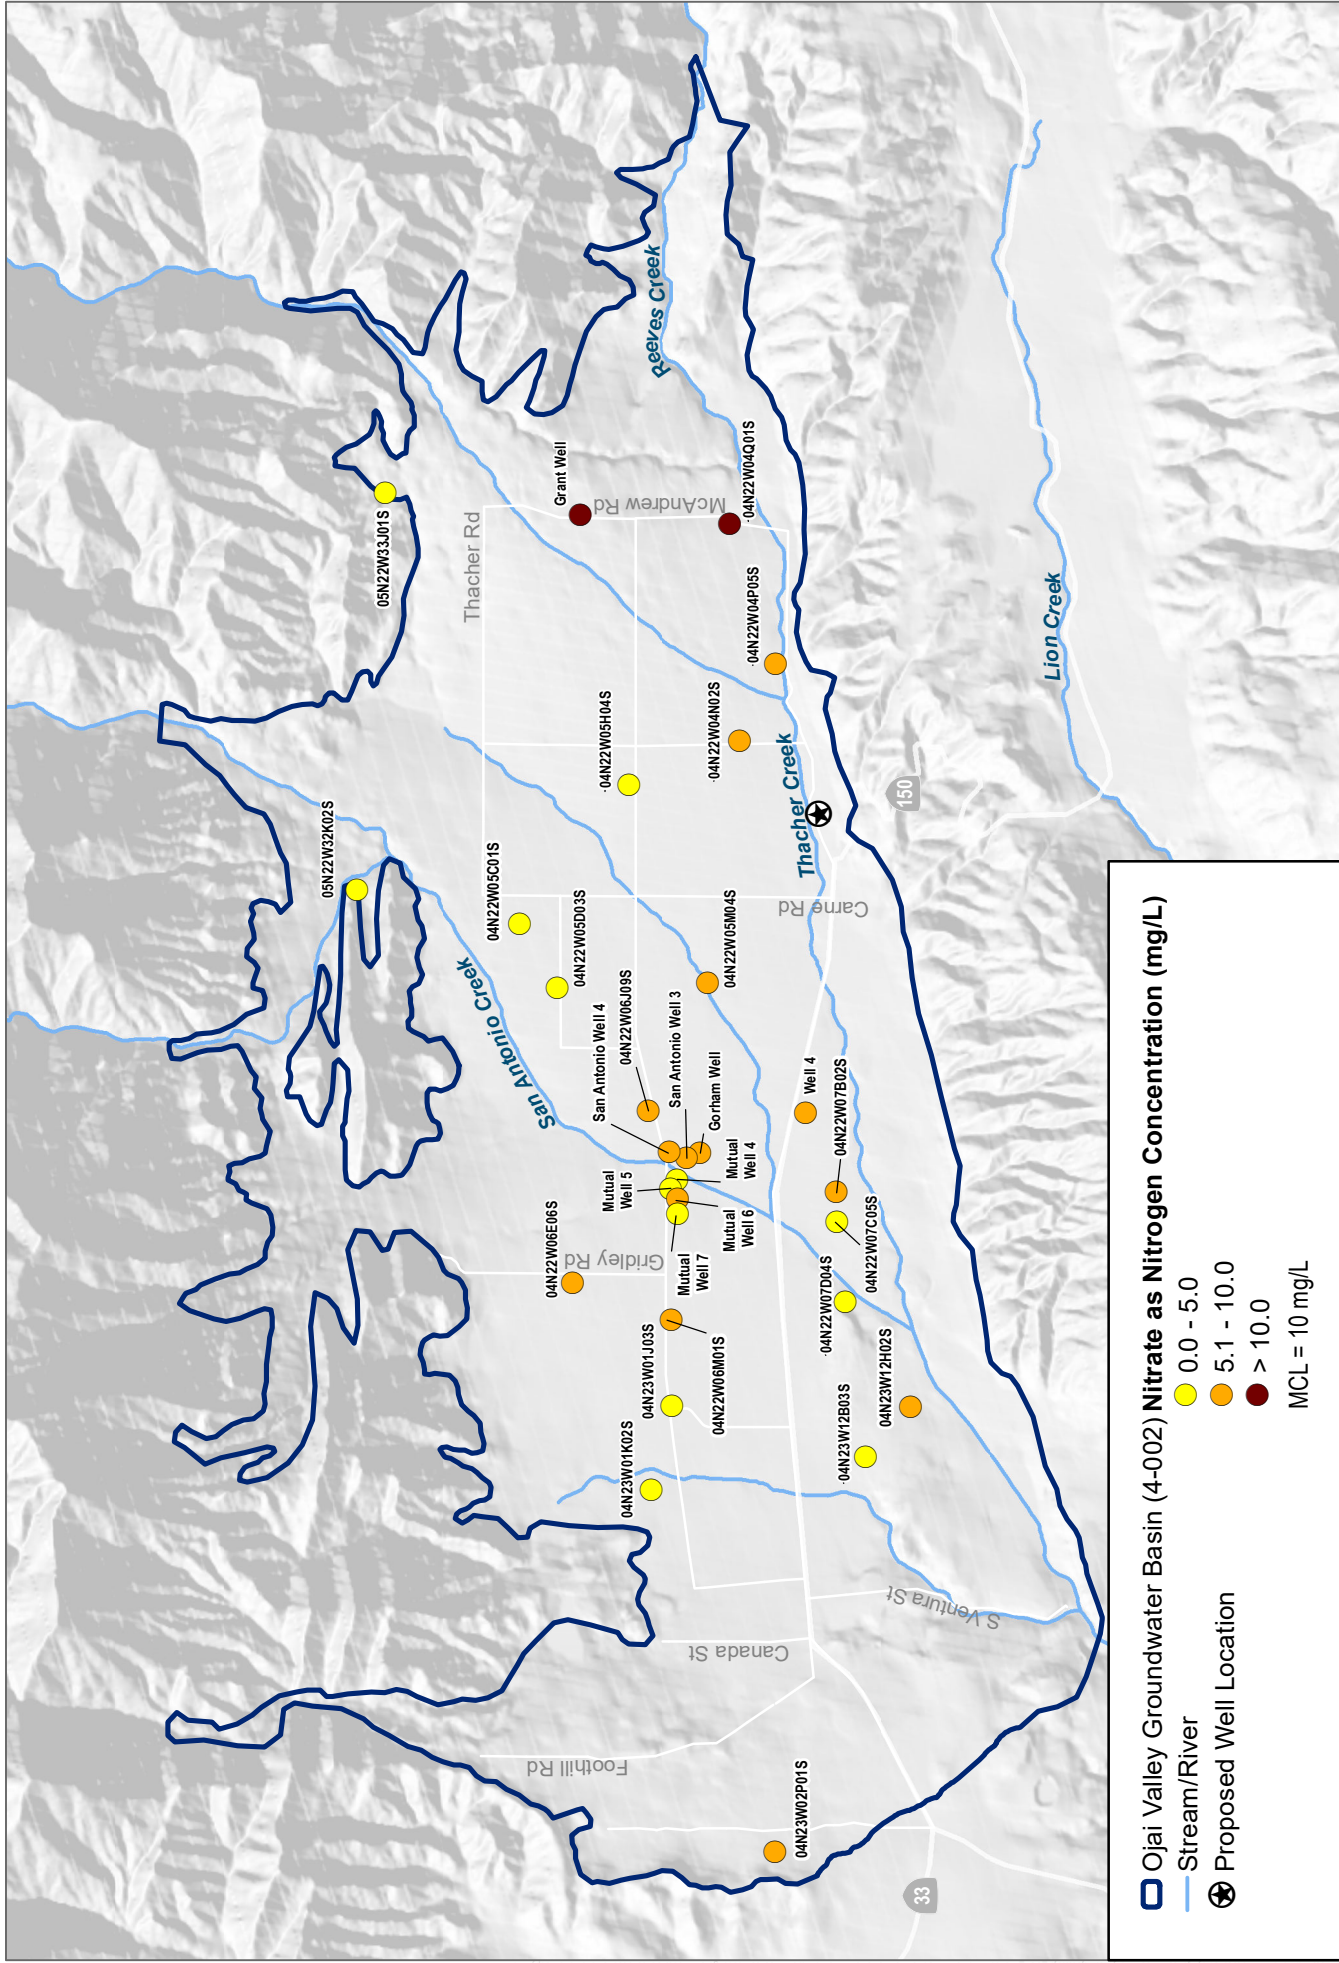 05N22W33J01S
05N22W32K02S
Thacher Rd
Grant Well
McAndrew Rd
Reeves Creek
·04N22W04Q01S
·04N22W04P05S
·04N22W04N02S
·04N22W05H04S
Thacher Creek
Lion Creek
150
04N22W05C01S
04N22W05D03S
04N22W05M04S
Carne Rd
San Antonio Creek
San Antonio Well 4
04N22W06J09S
San Antonio Well 3
Gorham Well
Mutual
Well 5
Mutual
Well 4
Mutual
Well 6
Mutual
Well 7
Well 4
04N22W07B02S
04N22W07C05S
·04N22W07D04S
04N22W06E06S
Gridley Rd
04N22W06M01S
04N23W01J03S
04N23W01K02S
04N23W12H02S
·04N23W12B03S
S Ventura St
Canada St
Foothill Rd
04N23W02P01S
33
Ojai Valley Groundwater Basin (4-002)
Stream/River
Proposed Well Location
Nitrate as Nitrogen Concentration (mg/L)
0.0 - 5.0
5.1 - 10.0
> 10.0
MCL = 10 mg/L